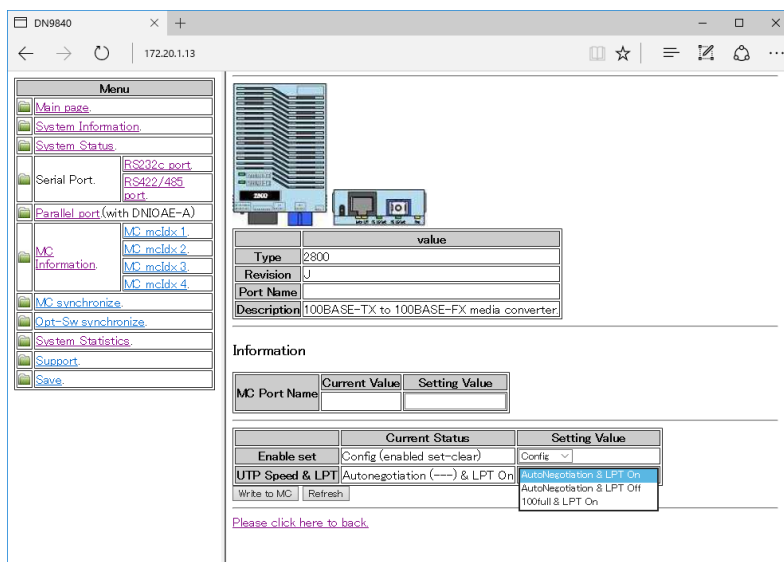 DN9840
172.20.1.13
Menu
Main page.
System Information.
System Status.
Serial Port.
RS232c port.
RS422/485
port.
Parallel port.(with DNIOAE-A)
MC
Information.
MC mcIdx 1.
MC mcIdx 2.
MC mcIdx 3.
MC mcIdx 4.
MC synchronize.
Opt-Sw synchronize.
System Statistics.
Support.
Save.
2800
value
Type 2800
Revision J
Port Name
Description 100BASE-TX to 100BASE-FX media converter.
Information
MC Port Name Current Value Setting Value
Current Status Setting Value
Enable set Config (enabled set-clear) Config
UTP Speed & LPT Autonegotiation (---) & LPT On AutoNegotiation & LPT On
AutoNegotiation & LPT Off
100full & LPT On
Write to MC Refresh
Please click here to back.